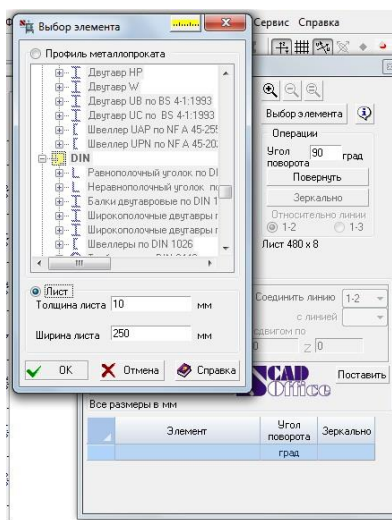 Выбор элемента
Сервис Справка
Профиль металлопроката
Двутавр HP
Двутавр W
Двутавр UB по BS 4-1:1993
Двутавр UC по BS 4-1:1993
Швеллер UAP по NF A 45-25
Швеллер UPN по NF A 45-20
DIN
Равнополочный уголок по DI
Неравнополочный уголок
Балки двутавровые по DIN 1
Широкополочные двутавры
Широкополочные двутавры
Швеллеры по DIN 1026
Лист
Толщина листа 10 мм
Ширина листа 250 мм
OK Отмена Справка
Выбор элемента
Операции
Угол поворота 90 град
Повернуть
Зеркально
Относительно линии
1-2 1-3
Лист 480 x 8
Соединить линию 1-2
с линией
сдвигом по
0 Z 0
SCAD Office
Поставить
Все размеры в мм
Элемент Угол поворота Зеркально
град